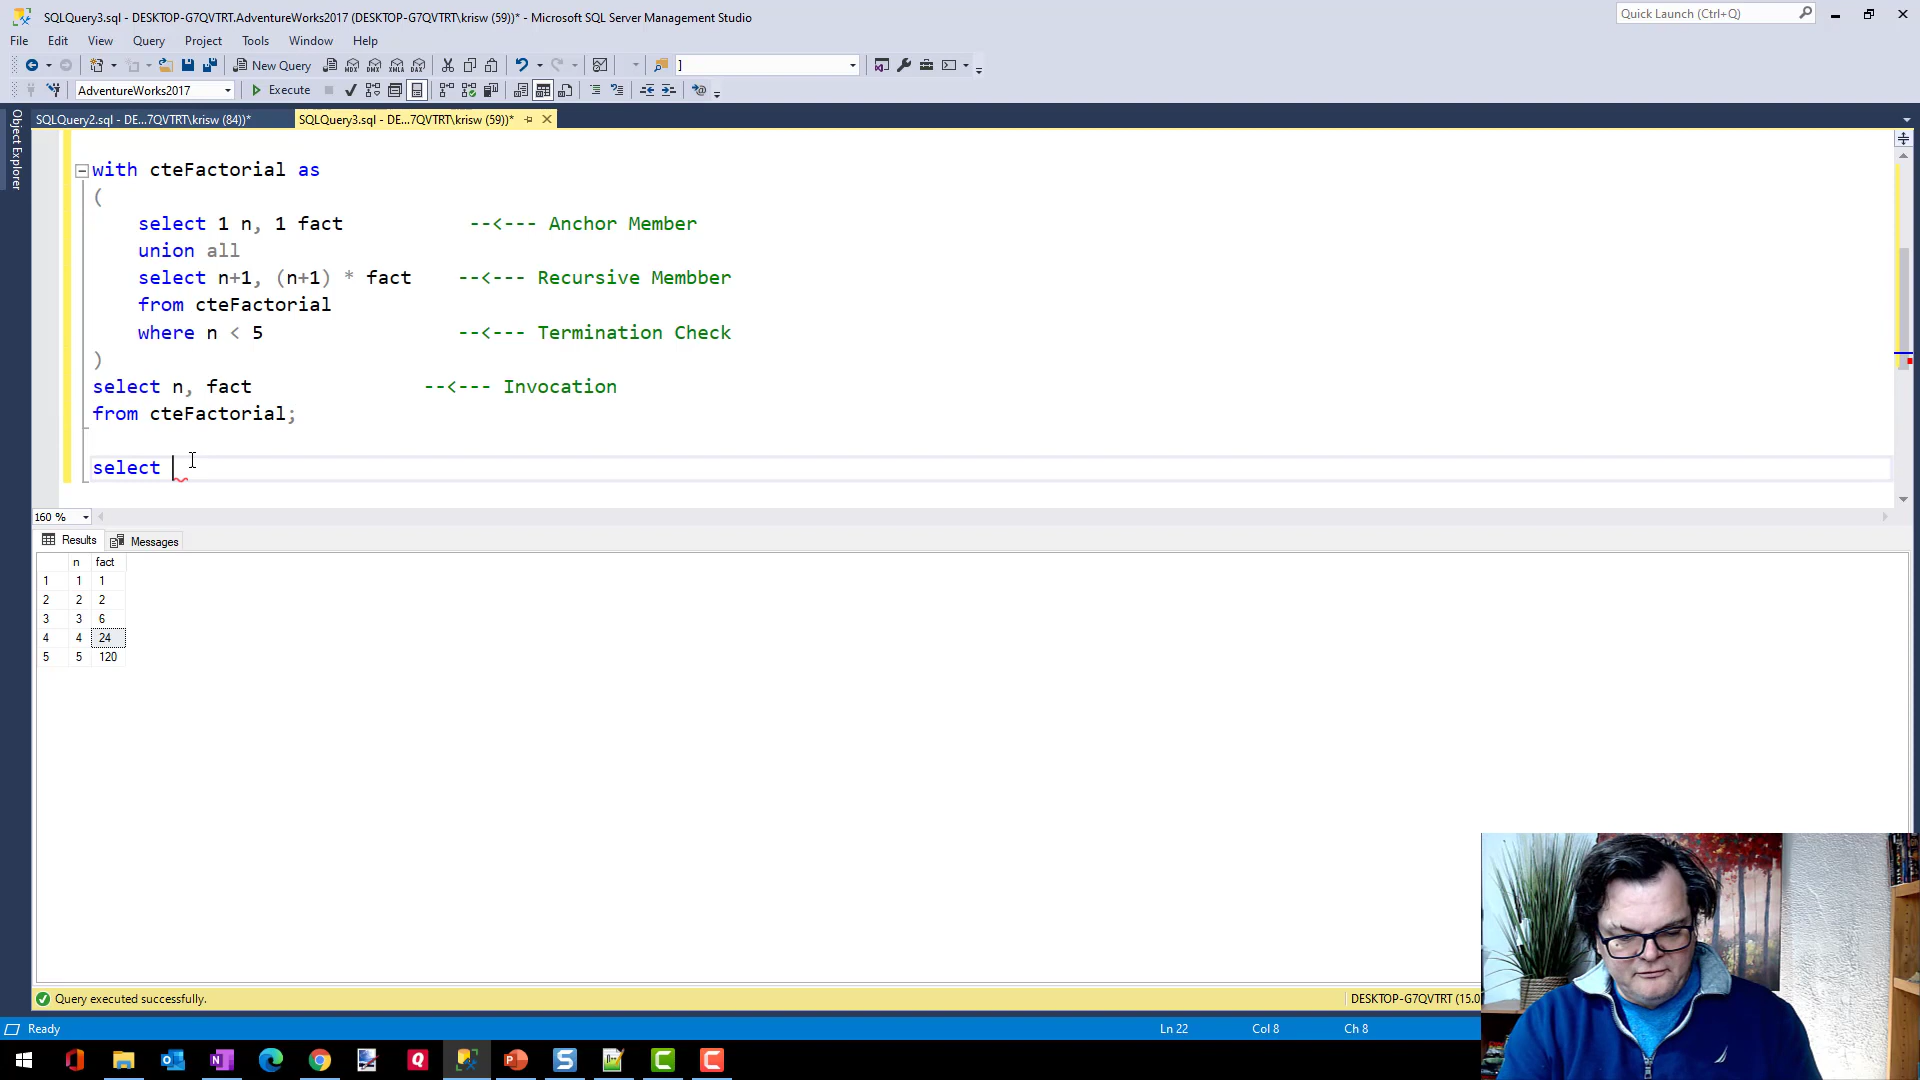 SQLQuery3.sql - DESKTOP-G7QVTRT.AdventureWorks2017 (DESKTOP-G7QVTRT\krisw (59))* - Microsoft SQL Server Management Studio
Quick Launch (Ctrl+Q)
File Edit View Query Project Tools Window Help
New Query
]
AdventureWorks2017
Execute
Object Explorer
SQLQuery2.sql - DE...7QVTRT\krisw (84))*
SQLQuery3.sql - DE...7QVTRT\krisw (59))*
with cteFactorial as
(
select 1 n, 1 fact --<--- Anchor Member
union all
select n+1, (n+1) * fact --<--- Recursive Membber
from cteFactorial
where n < 5 --<--- Termination Check
)
select n, fact --<--- Invocation
from cteFactorial;
select
160 %
Results Messages
n fact
1 1 1
2 2 2
3 3 6
4 4 24
5 5 120
Query executed successfully.
DESKTOP-G7QVTRT (15.0
Ready
Ln 22
Col 8
Ch 8